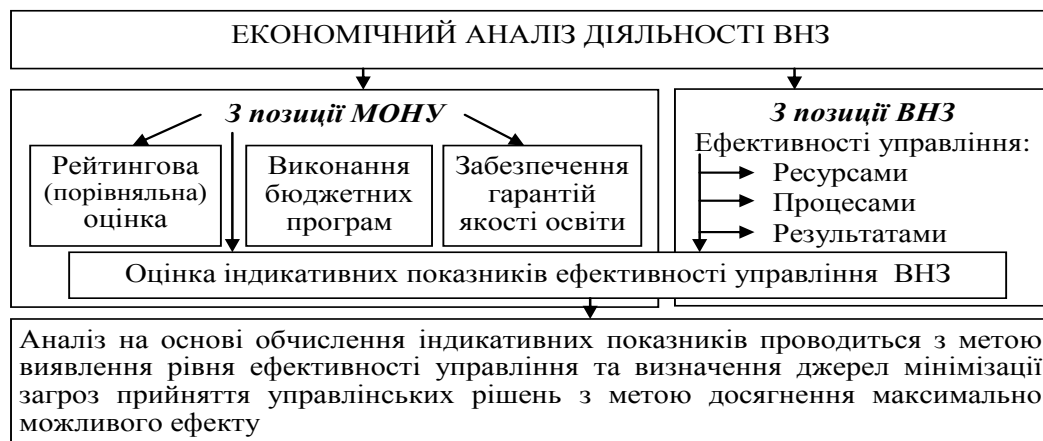 ЕКОНОМІЧНИЙ АНАЛІЗ ДІЯЛЬНОСТІ ВНЗ
З позиції МОНУ
Рейтингова
(порівняльна)
оцінка
Виконання
бюджетних
програм
Забезпечення
гарантій
якості освіти
З позиції ВНЗ
Ефективності управління:
Ресурсами
Процесами
Результатами
Оцінка індикативних показників ефективності управління ВНЗ
Аналіз на основі обчислення індикативних показників проводиться з метою
виявлення рівня ефективності управління та визначення джерел мінімізації
загроз прийняття управлінських рішень з метою досягнення максимально
можливого ефекту